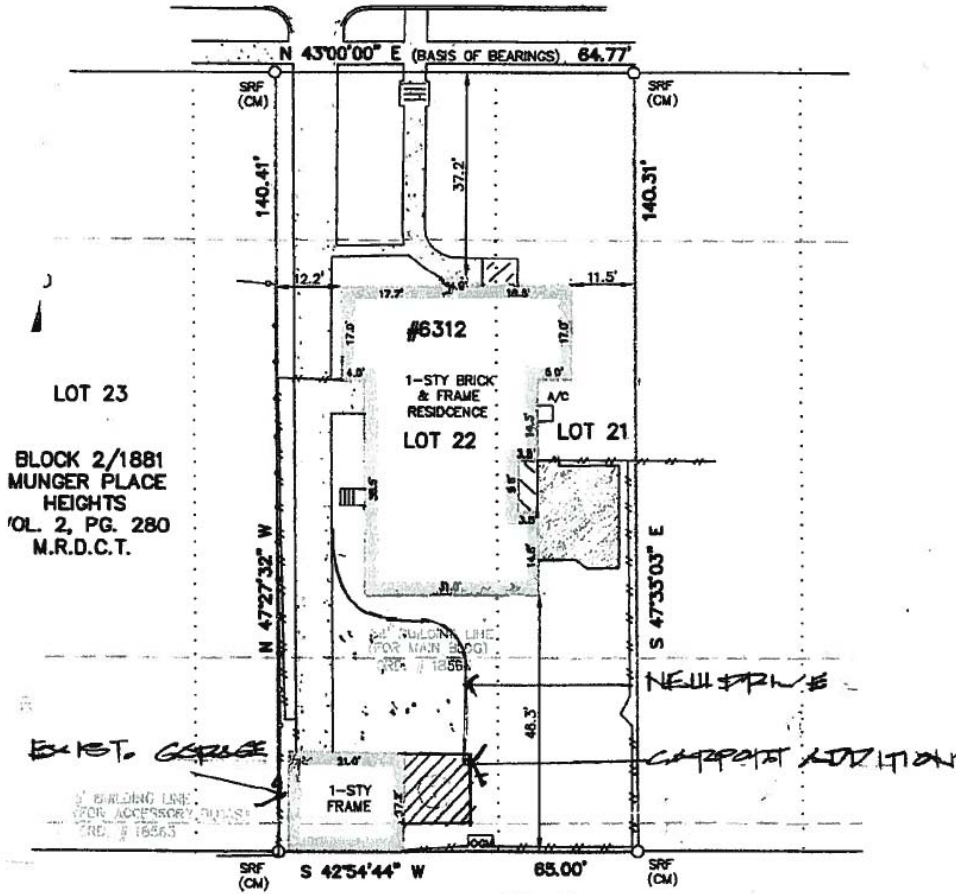 N 43°00'00" E (BASIS OF BEARINGS) 64.77'
SRF
(CM)
SRF
(CM)
140.41'
37.2'
140.31'
12.2'
11.5'
17.7'
16.5'
17.0'
#6312
17.0'
4.0'
6.0'
LOT 23
1-STY BRICK
& FRAME
RESIDCENCE
A/C
LOT 22
14.5'
LOT 21
BLOCK 2/1881
MUNGER PLACE
HEIGHTS
VOL. 2, PG. 280
M.R.D.C.T.
N 47°27'32" W
S 47°33'03" E
31.0'
BUILDING LINE
(FOR MAIN BLDG)
NEW DRIVE
48.3'
EXIST. GARAGE
CARPORT ADDITION
21.0'
1-STY
FRAME
5' BUILDING LINE
(FOR ACCESSORY BLDGS)
ORD. # 18563
SRF
(CM)
S 42°54'44" W
65.00'
SRF
(CM)